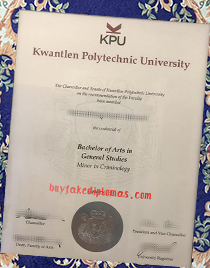 KPU
Kwantlen Polytechnic University
The Chancellor and Senate of Kwantlen Polytechnic University
on the recommendation of the Faculty
have awarded
the credential of
Bachelor of Arts in
General Studies
Minor in Criminology
buyfakediplomas.com
Chancellor
President and Vice Chancellor
Dean, Faculty of Arts
University Registrar